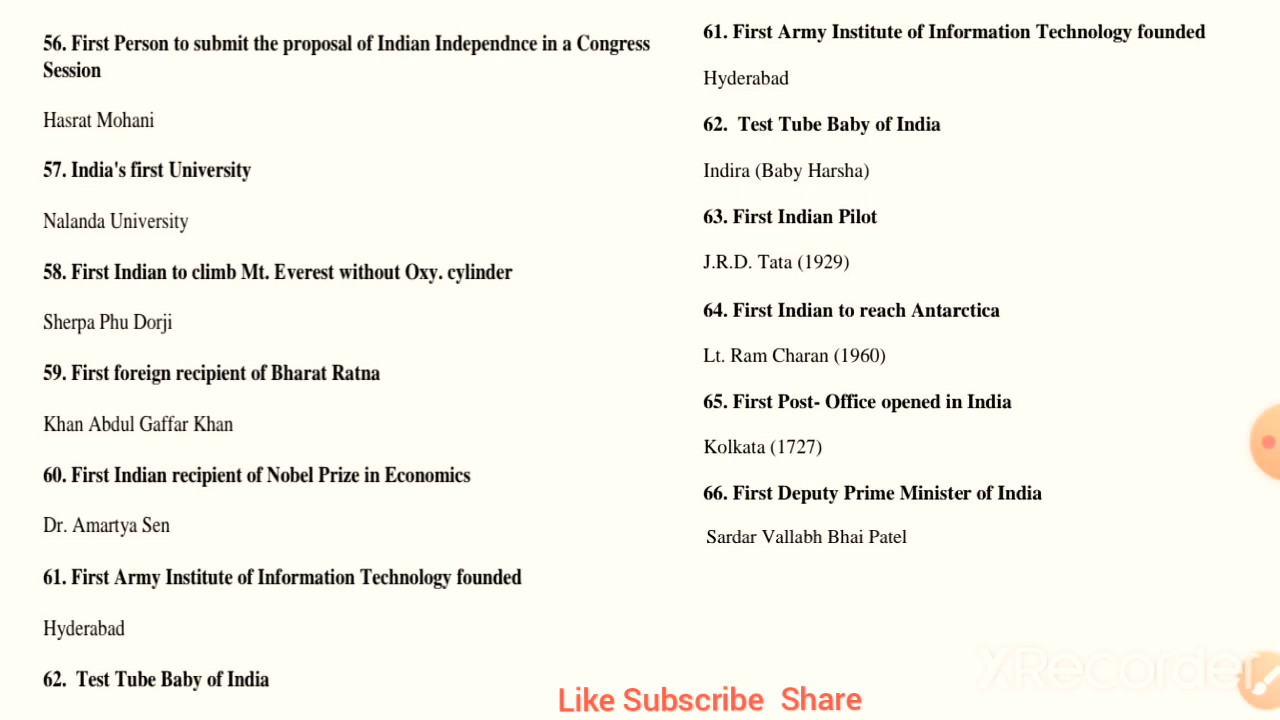 56. First Person to submit the proposal of Indian Independnce in a Congress
Session
Hasrat Mohani
57. India's first University
Nalanda University
58. First Indian to climb Mt. Everest without Oxy. cylinder
Sherpa Phu Dorji
59. First foreign recipient of Bharat Ratna
Khan Abdul Gaffar Khan
60. First Indian recipient of Nobel Prize in Economics
Dr. Amartya Sen
61. First Army Institute of Information Technology founded
Hyderabad
62. Test Tube Baby of India
61. First Army Institute of Information Technology founded
Hyderabad
62. Test Tube Baby of India
Indira (Baby Harsha)
63. First Indian Pilot
J.R.D. Tata (1929)
64. First Indian to reach Antarctica
Lt. Ram Charan (1960)
65. First Post- Office opened in India
Kolkata (1727)
66. First Deputy Prime Minister of India
Sardar Vallabh Bhai Patel
Like Subscribe Share
XRecorder